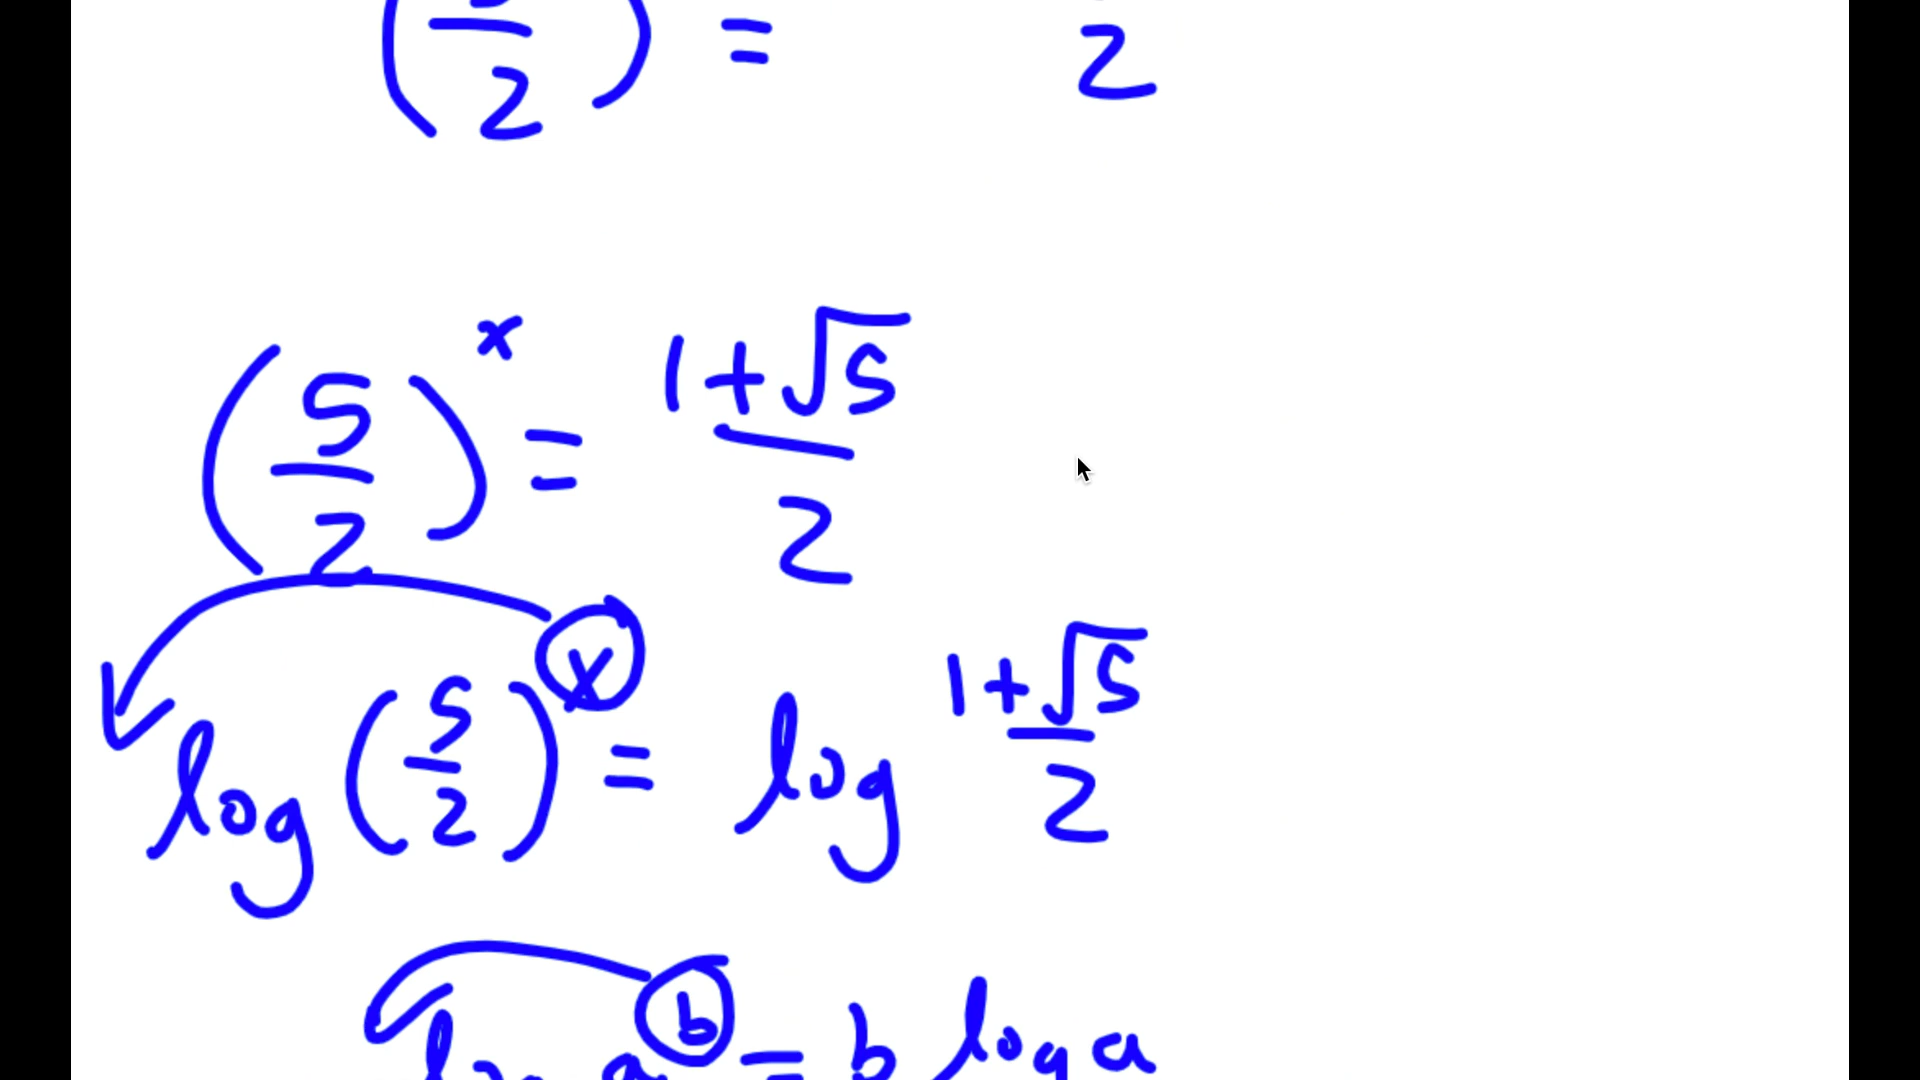 (5/2) = 2
(5/2)^x = (1+√5)/2
log (5/2)^x = log (1+√5)/2
log a^b = b log a